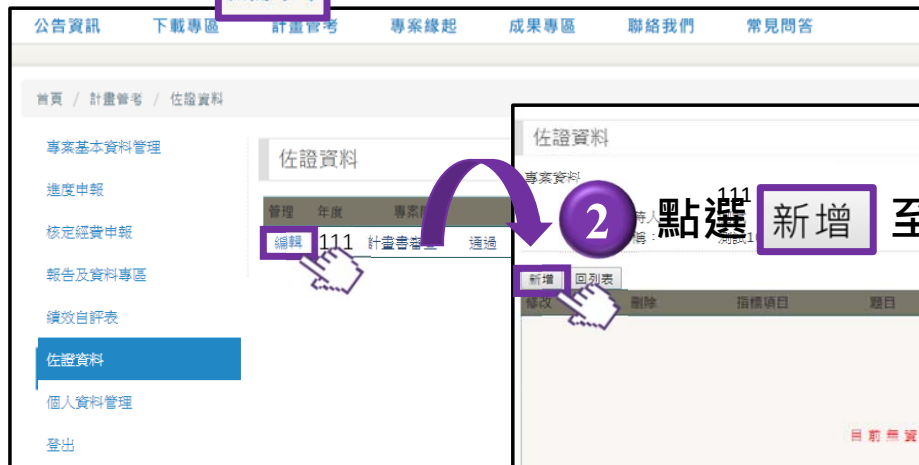 公告資訊 下載專區 計畫管考 專案緣起 成果專區 聯絡我們 常見問答
首頁 / 計畫管考 / 佐證資料
專案基本資料管理
進度申報
核定經費申報
報告及資料專區
績效自評表
佐證資料
個人資料管理
登出
佐證資料
管理 年度 專案
編輯 111 計畫書審查 通過
佐證資料
專案資料
111
2 點選 新增 至
新增 回列表
修改 刪除 指標項目 題目
目前無資